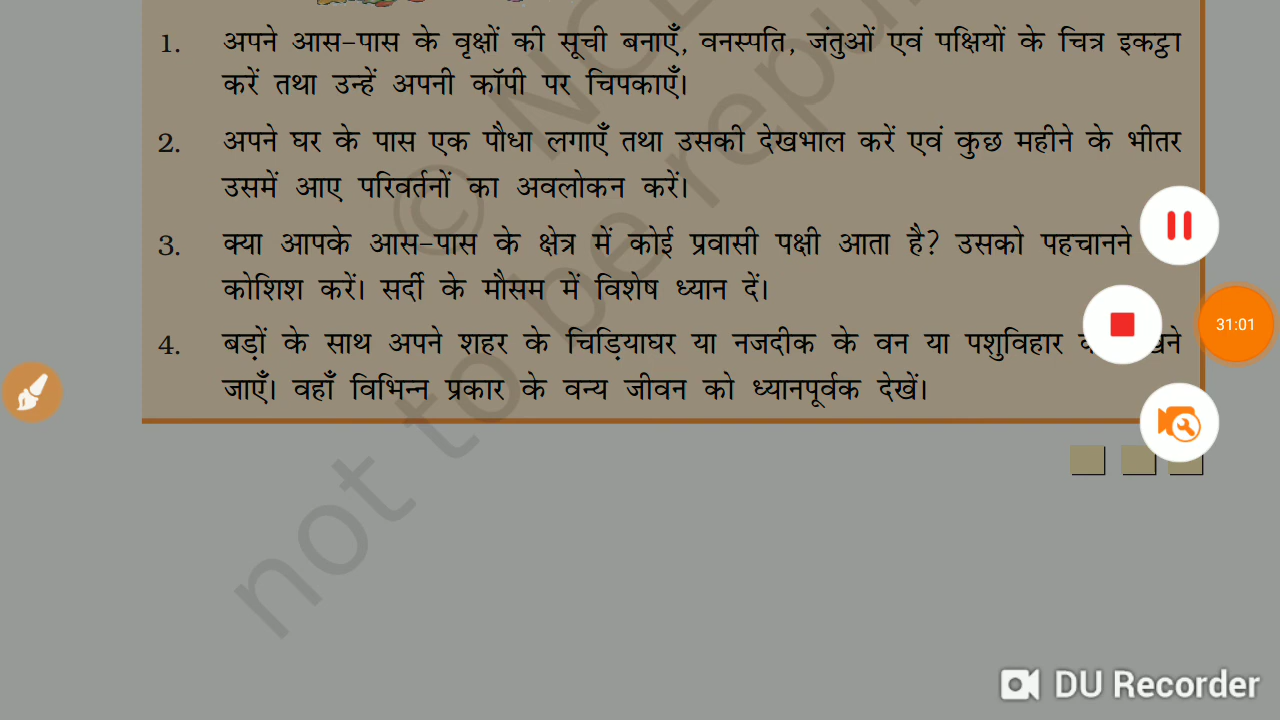 1. अपने आस-पास के वृक्षों की सूची बनाएँ, वनस्पति, जंतुओं एवं पक्षियों के चित्र इकट्ठा
करें तथा उन्हें अपनी कॉपी पर चिपकाएँ।
2. अपने घर के पास एक पौधा लगाएँ तथा उसकी देखभाल करें एवं कुछ महीने के भीतर
उसमें आए परिवर्तनों का अवलोकन करें।
3. क्या आपके आस-पास के क्षेत्र में कोई प्रवासी पक्षी आता है? उसको पहचानने
कोशिश करें। सर्दी के मौसम में विशेष ध्यान दें।
31:01
4. बड़ों के साथ अपने शहर के चिड़ियाघर या नजदीक के वन या पशुविहार
जाएँ। वहाँ विभिन्न प्रकार के वन्य जीवन को ध्यानपूर्वक देखें।
not to be
DU Recorder